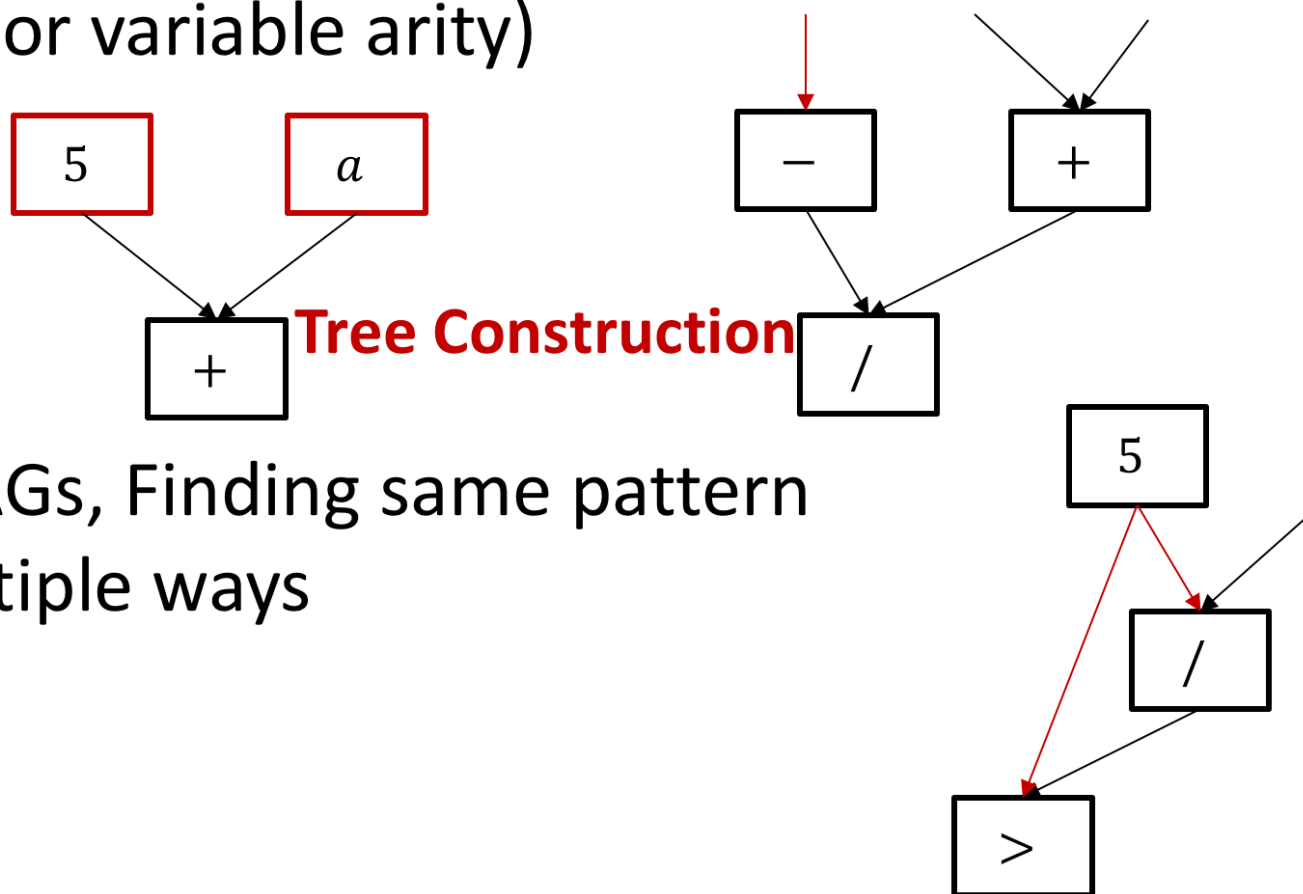 or variable arity)
5 a
− +
+ Tree Construction /
5
Gs, Finding same pattern
tiple ways
/
>